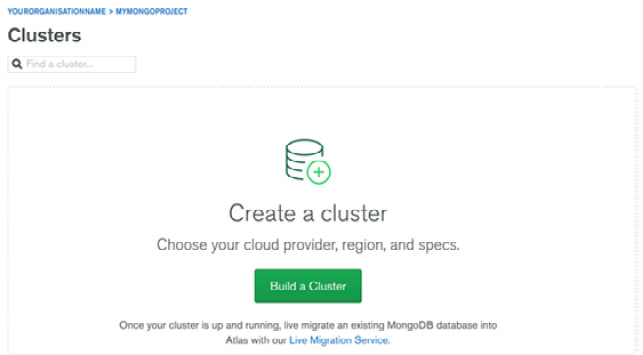 YOURORGANISATIONNAME > MYMONGOPROJECT
Clusters
Find a cluster...
Create a cluster
Choose your cloud provider, region, and specs.
Build a Cluster
Once your cluster is up and running, live migrate an existing MongoDB database into
Atlas with our Live Migration Service.